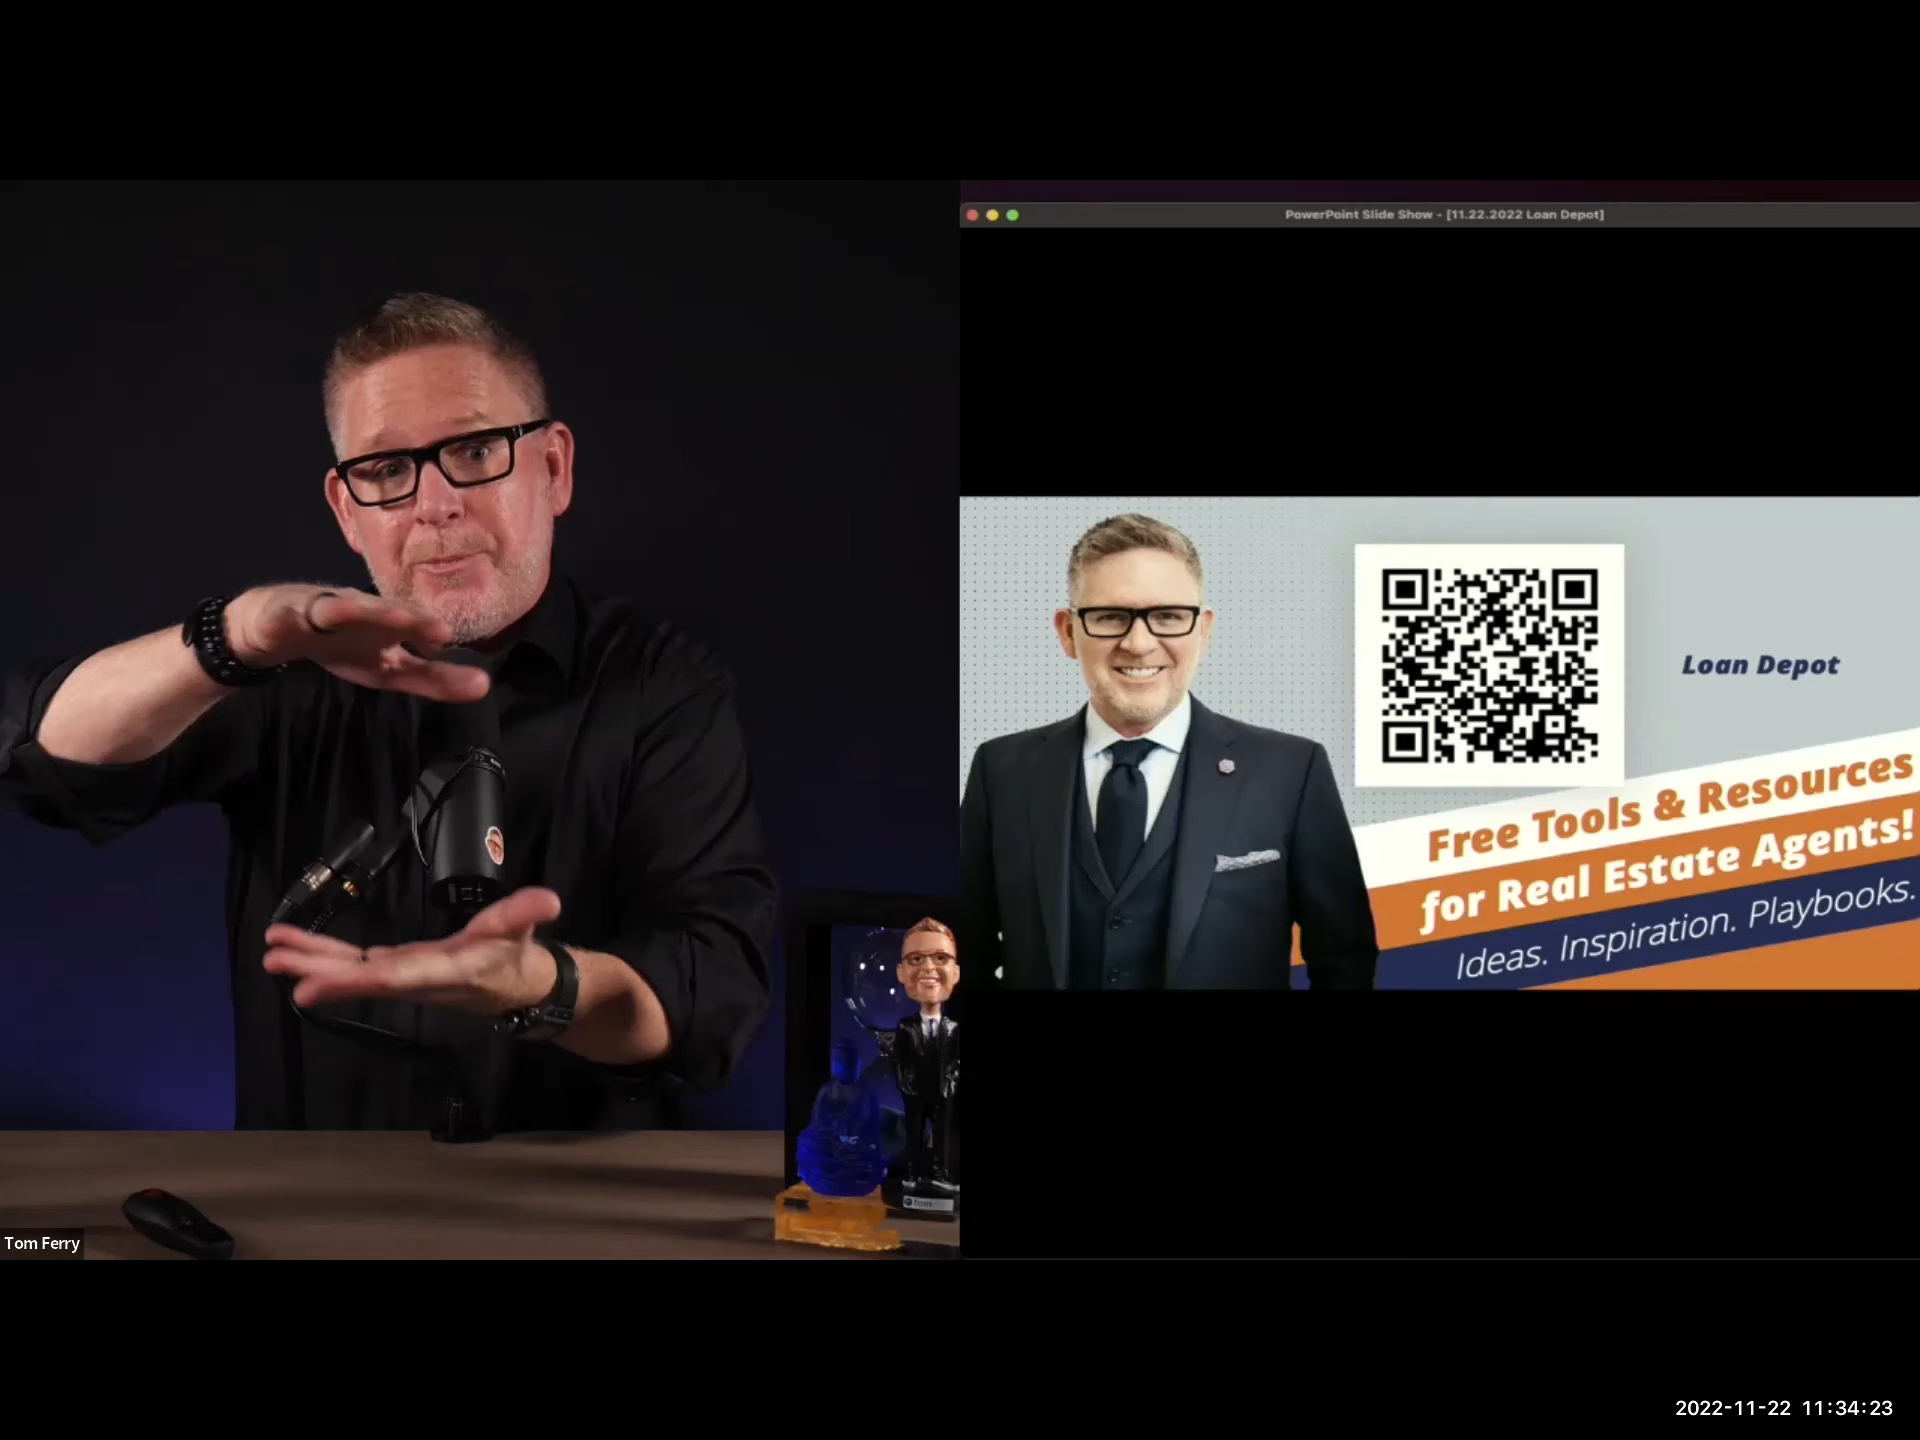 PowerPoint Slide Show - [11.22.2022 Loan Depot]
Loan Depot
Free Tools & Resources
for Real Estate Agents!
Ideas. Inspiration. Playbooks.
Tom
Tom Ferry
2022-11-22 11:34:23